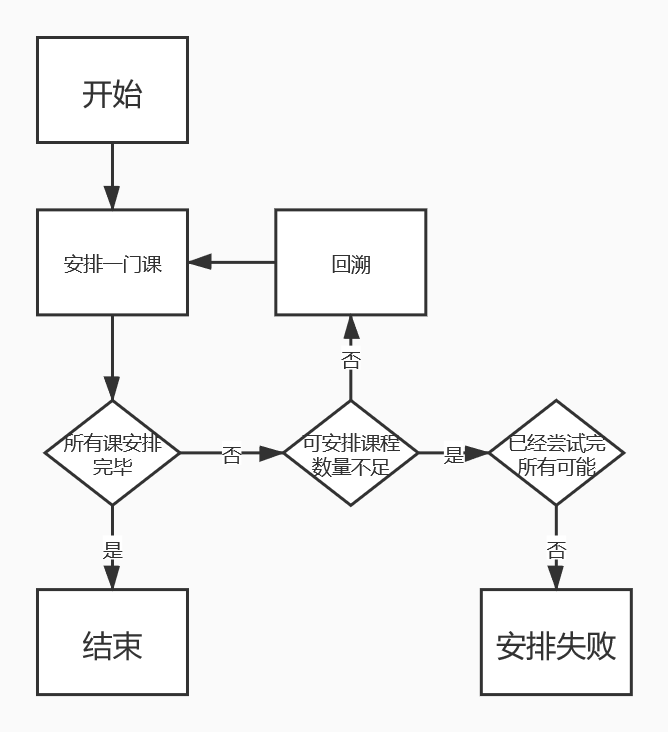 开始
安排一门课
回溯
否
所有课安排
完毕
否
可安排课程
数量不足
是
已经尝试完
所有可能
是
否
结束
安排失败